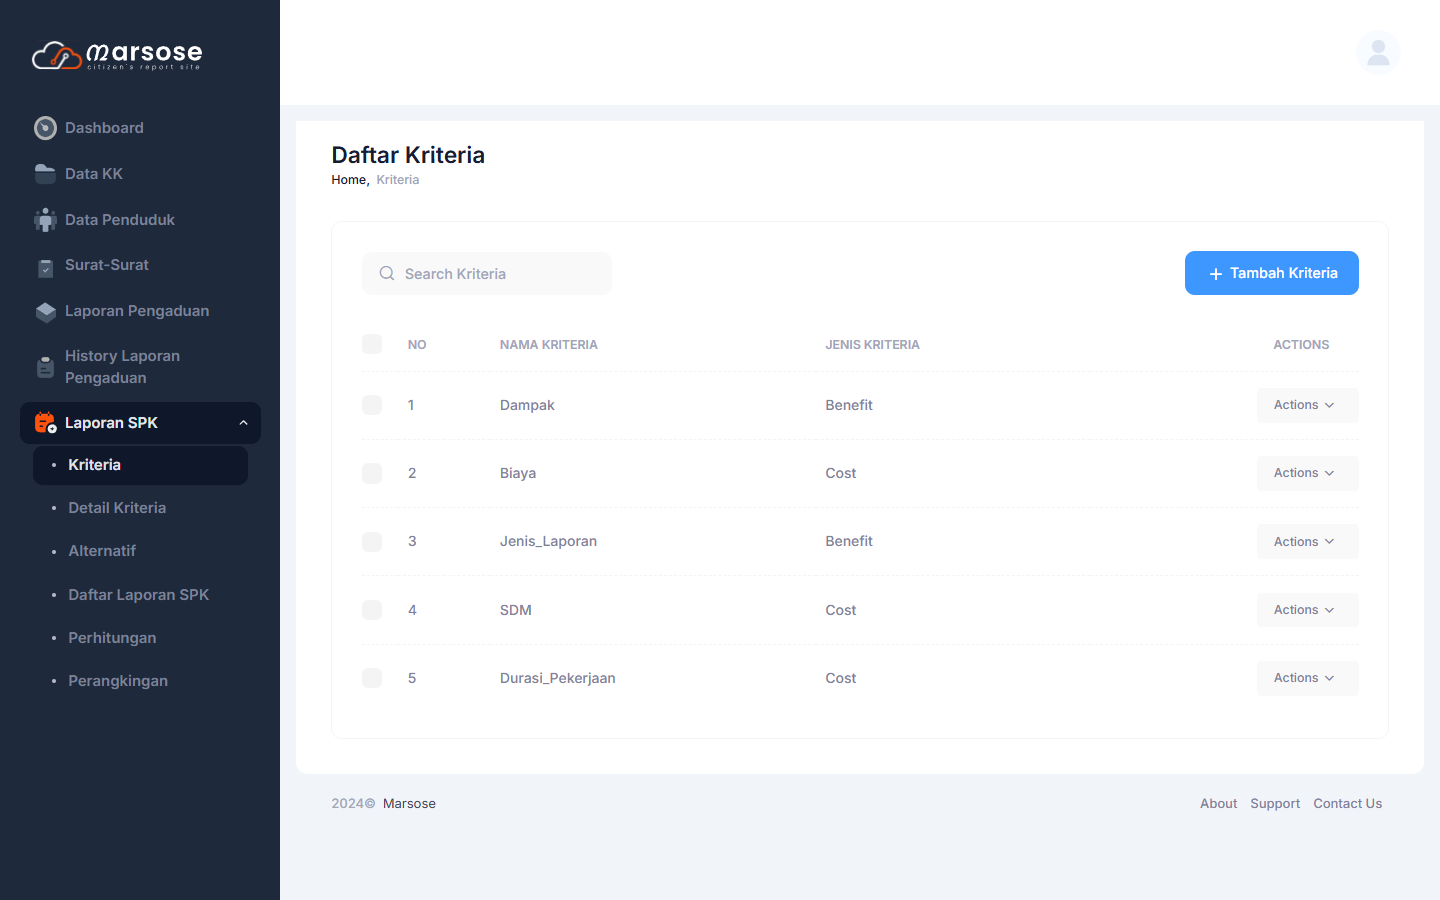 Marsose
citizen's report site
Dashboard
Data KK
Data Penduduk
Surat-Surat
Laporan Pengaduan
History Laporan
Pengaduan
Laporan SPK
Kriteria
Detail Kriteria
Alternatif
Daftar Laporan SPK
Perhitungan
Perangkingan
Daftar Kriteria
Home, Kriteria
Search Kriteria
Tambah Kriteria
NO NAMA KRITERIA JENIS KRITERIA ACTIONS
1 Dampak Benefit Actions
2 Biaya Cost Actions
3 Jenis_Laporan Benefit Actions
4 SDM Cost Actions
5 Durasi_Pekerjaan Cost Actions
2024© Marsose
About Support Contact Us